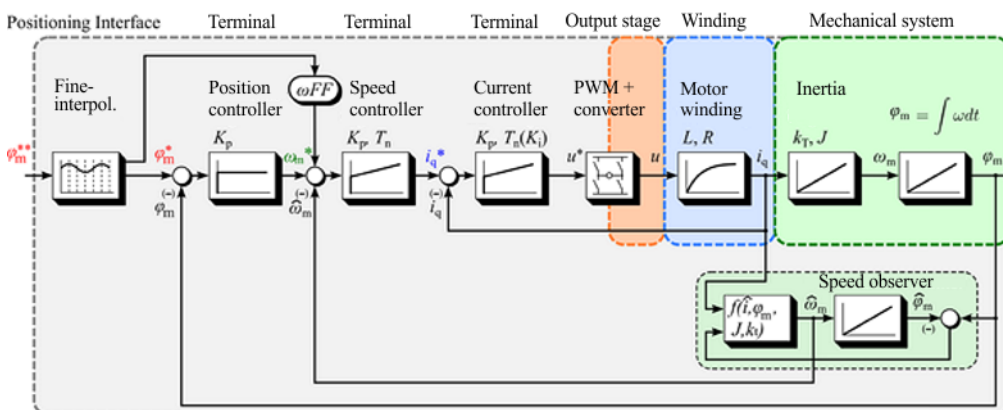 Positioning Interface
Terminal
Terminal
Terminal
Output stage
Winding
Mechanical system
Fine-
interpol.
Position
controller
ωFF
Speed
controller
Current
controller
PWM +
converter
Motor
winding
Inertia
φm = ∫ ωdt
φm**
φm*
Kp
ωm*
Kp, Tn
iq*
Kp, Tn(Ki)
u*
u
L, R
iq
kT, J
ωm
φm
(-)
φm
(-)
ω̂m
(-)
iq
Speed observer
f(î,φm,
J,kt)
ω̂m
φ̂m
(-)